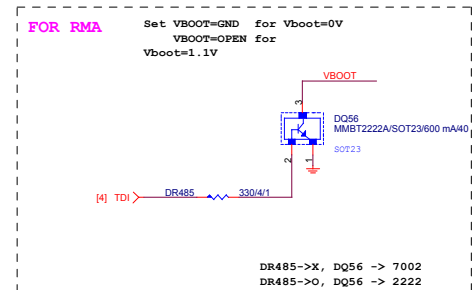 FOR RMA
Set VBOOT=GND for Vboot=0V
VBOOT=OPEN for
Vboot=1.1V
VBOOT
3
DQ56
MMBT2222A/SOT23/600 mA/40
SOT23
2
1
[4] TDI
DR485
330/4/1
DR485->X, DQ56 -> 7002
DR485->O, DQ56 -> 2222